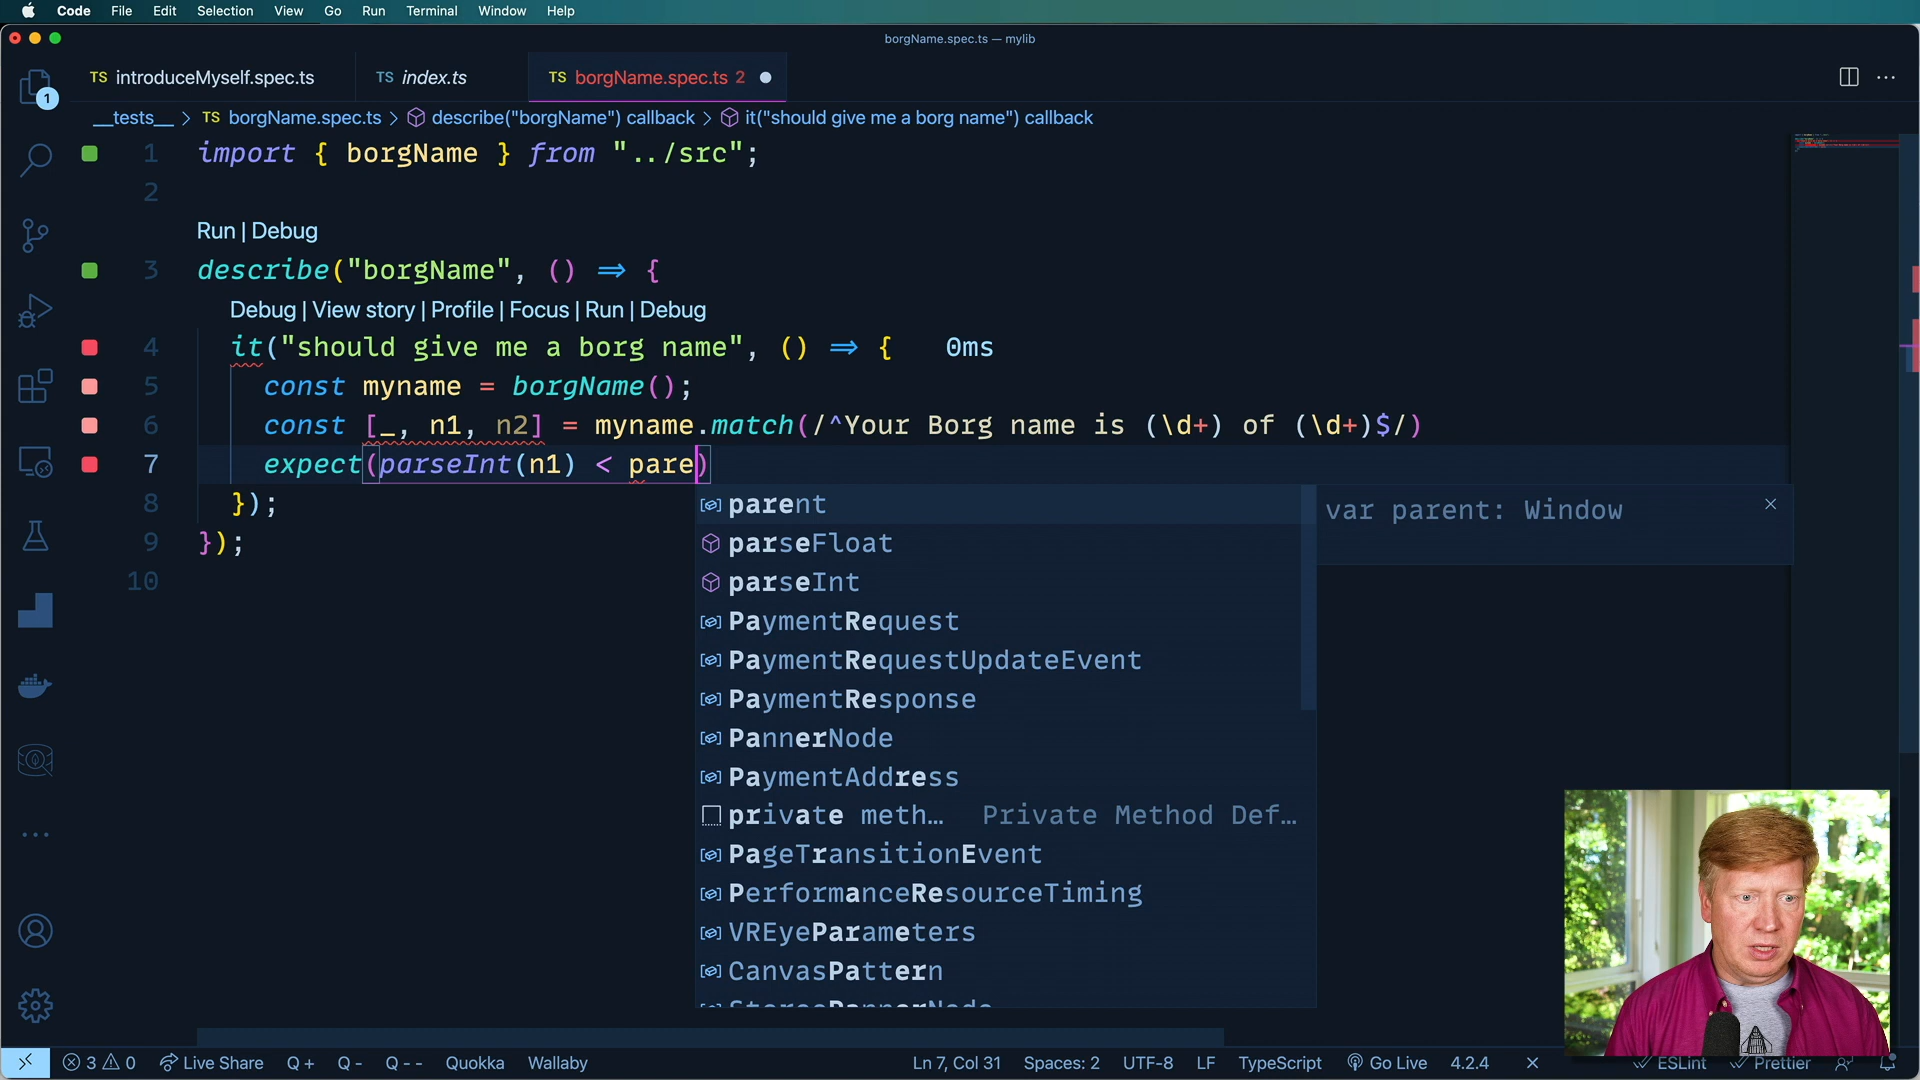 Code File Edit Selection View Go Run Terminal Window Help
borgName.spec.ts — mylib
1
TS introduceMyself.spec.ts
TS index.ts
TS borgName.spec.ts 2
__tests__ > TS borgName.spec.ts > describe("borgName") callback > it("should give me a borg name") callback
1 import { borgName } from "../src";
2
Run | Debug
3 describe("borgName", () => {
Debug | View story | Profile | Focus | Run | Debug
4 it("should give me a borg name", () => { 0ms
5 const myname = borgName();
6 const [_, n1, n2] = myname.match(/^Your Borg name is (\d+) of (\d+)$/)
7 expect(parseInt(n1) < pare)
8 });
9 });
10
parent
parseFloat
parseInt
PaymentRequest
PaymentRequestUpdateEvent
PaymentResponse
PannerNode
PaymentAddress
private meth… Private Method Def…
PageTransitionEvent
PerformanceResourceTiming
VREyeParameters
CanvasPattern
StereoPannerNode
var parent: Window
3 0 Live Share Q + Q - Q - - Quokka Wallaby
Ln 7, Col 31 Spaces: 2 UTF-8 LF TypeScript Go Live 4.2.4 ESLint Prettier